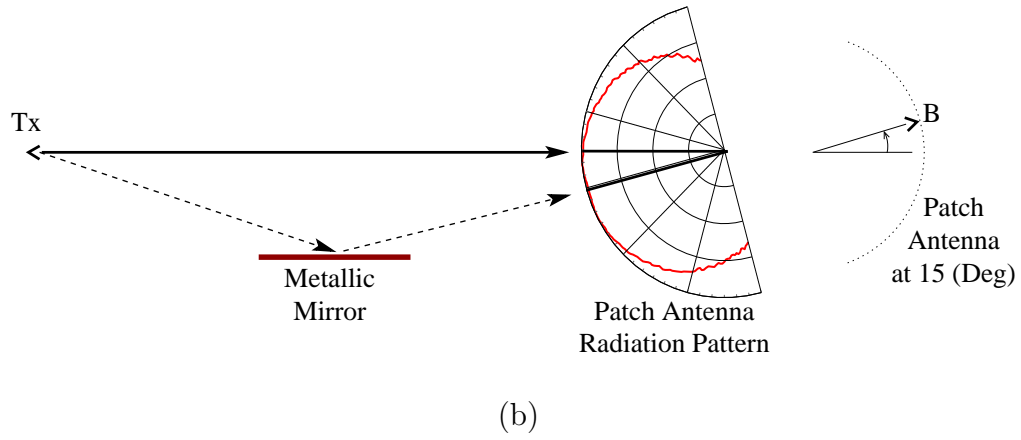 Tx
B
Patch
Antenna
at 15 (Deg)
Metallic
Mirror
Patch Antenna
Radiation Pattern
(b)